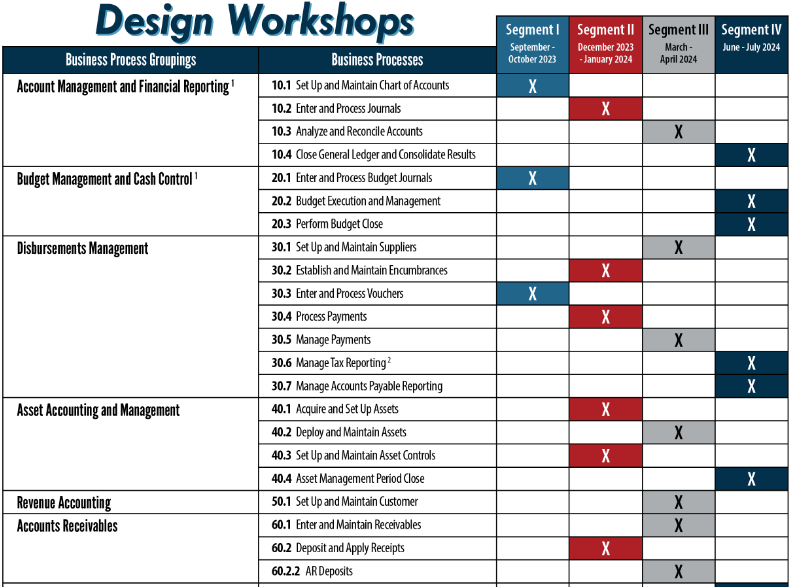 Design Workshops
Segment I Segment II Segment III Segment IV
September - December 2023 March - June - July 2024
October 2023 - January 2024 April 2024
Business Process Groupings Business Processes
Account Management and Financial Reporting 1 10.1 Set Up and Maintain Chart of Accounts X
10.2 Enter and Process Journals X
10.3 Analyze and Reconcile Accounts X
10.4 Close General Ledger and Consolidate Results X
Budget Management and Cash Control 1 20.1 Enter and Process Budget Journals X
20.2 Budget Execution and Management X
20.3 Perform Budget Close X
Disbursements Management 30.1 Set Up and Maintain Suppliers X
30.2 Establish and Maintain Encumbrances X
30.3 Enter and Process Vouchers X
30.4 Process Payments X
30.5 Manage Payments X
30.6 Manage Tax Reporting 2 X
30.7 Manage Accounts Payable Reporting X
Asset Accounting and Management 40.1 Acquire and Set Up Assets X
40.2 Deploy and Maintain Assets X
40.3 Set Up and Maintain Asset Controls X
40.4 Asset Management Period Close X
Revenue Accounting 50.1 Set Up and Maintain Customer X
Accounts Receivables 60.1 Enter and Maintain Receivables X
60.2 Deposit and Apply Receipts X
60.2.2 AR Deposits X